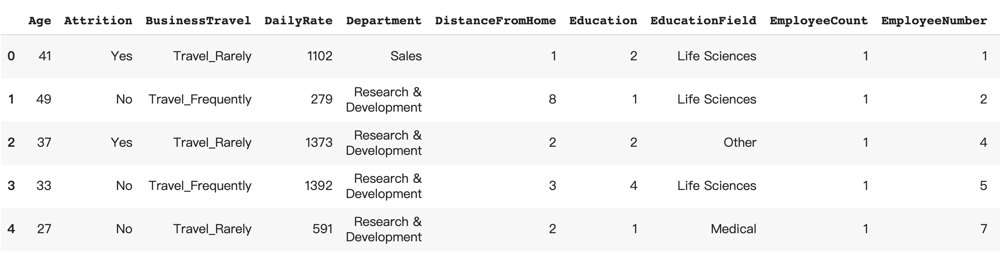 Age Attrition BusinessTravel DailyRate Department DistanceFromHome Education EducationField EmployeeCount EmployeeNumber
0 41 Yes Travel_Rarely 1102 Sales 1 2 Life Sciences 1 1
1 49 No Travel_Frequently 279 Research & Development 8 1 Life Sciences 1 2
2 37 Yes Travel_Rarely 1373 Research & Development 2 2 Other 1 4
3 33 No Travel_Frequently 1392 Research & Development 3 4 Life Sciences 1 5
4 27 No Travel_Rarely 591 Research & Development 2 1 Medical 1 7